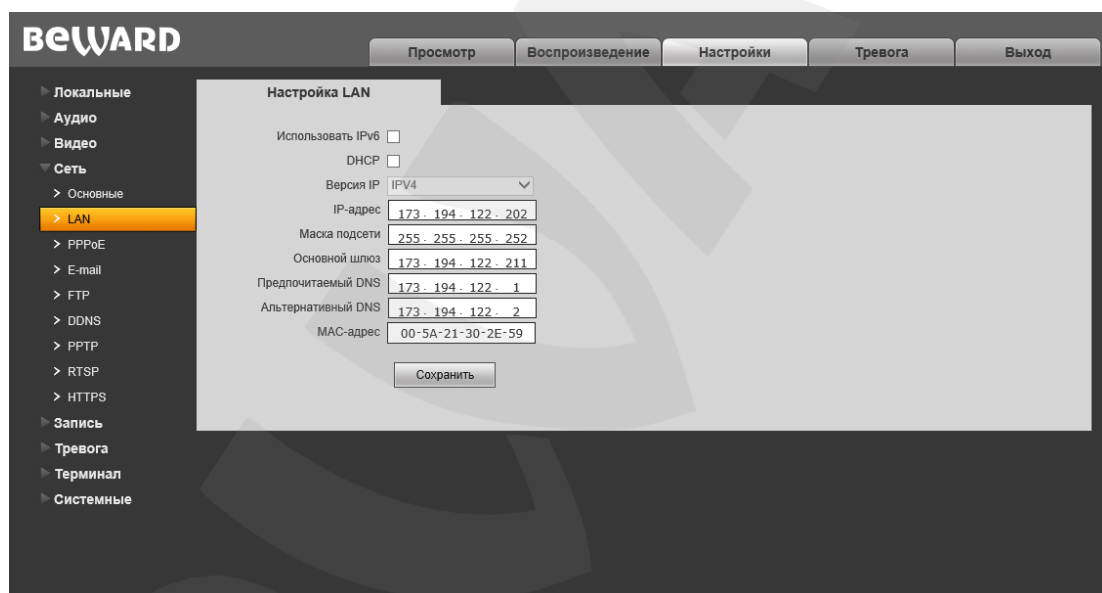 BEWARD
Просмотр Воспроизведение Настройки Тревога Выход
Локальные
Аудио
Видео
Сеть
Основные
LAN
PPPoE
E-mail
FTP
DDNS
PPTP
RTSP
HTTPS
Запись
Тревога
Терминал
Системные
Настройка LAN
Использовать IPv6
DHCP
Версия IP IPV4
IP-адрес 173 . 194 . 122 . 202
Маска подсети 255 . 255 . 255 . 252
Основной шлюз 173 . 194 . 122 . 211
Предпочитаемый DNS 173 . 194 . 122 . 1
Альтернативный DNS 173 . 194 . 122 . 2
MAC-адрес 00-5A-21-30-2E-59
Сохранить